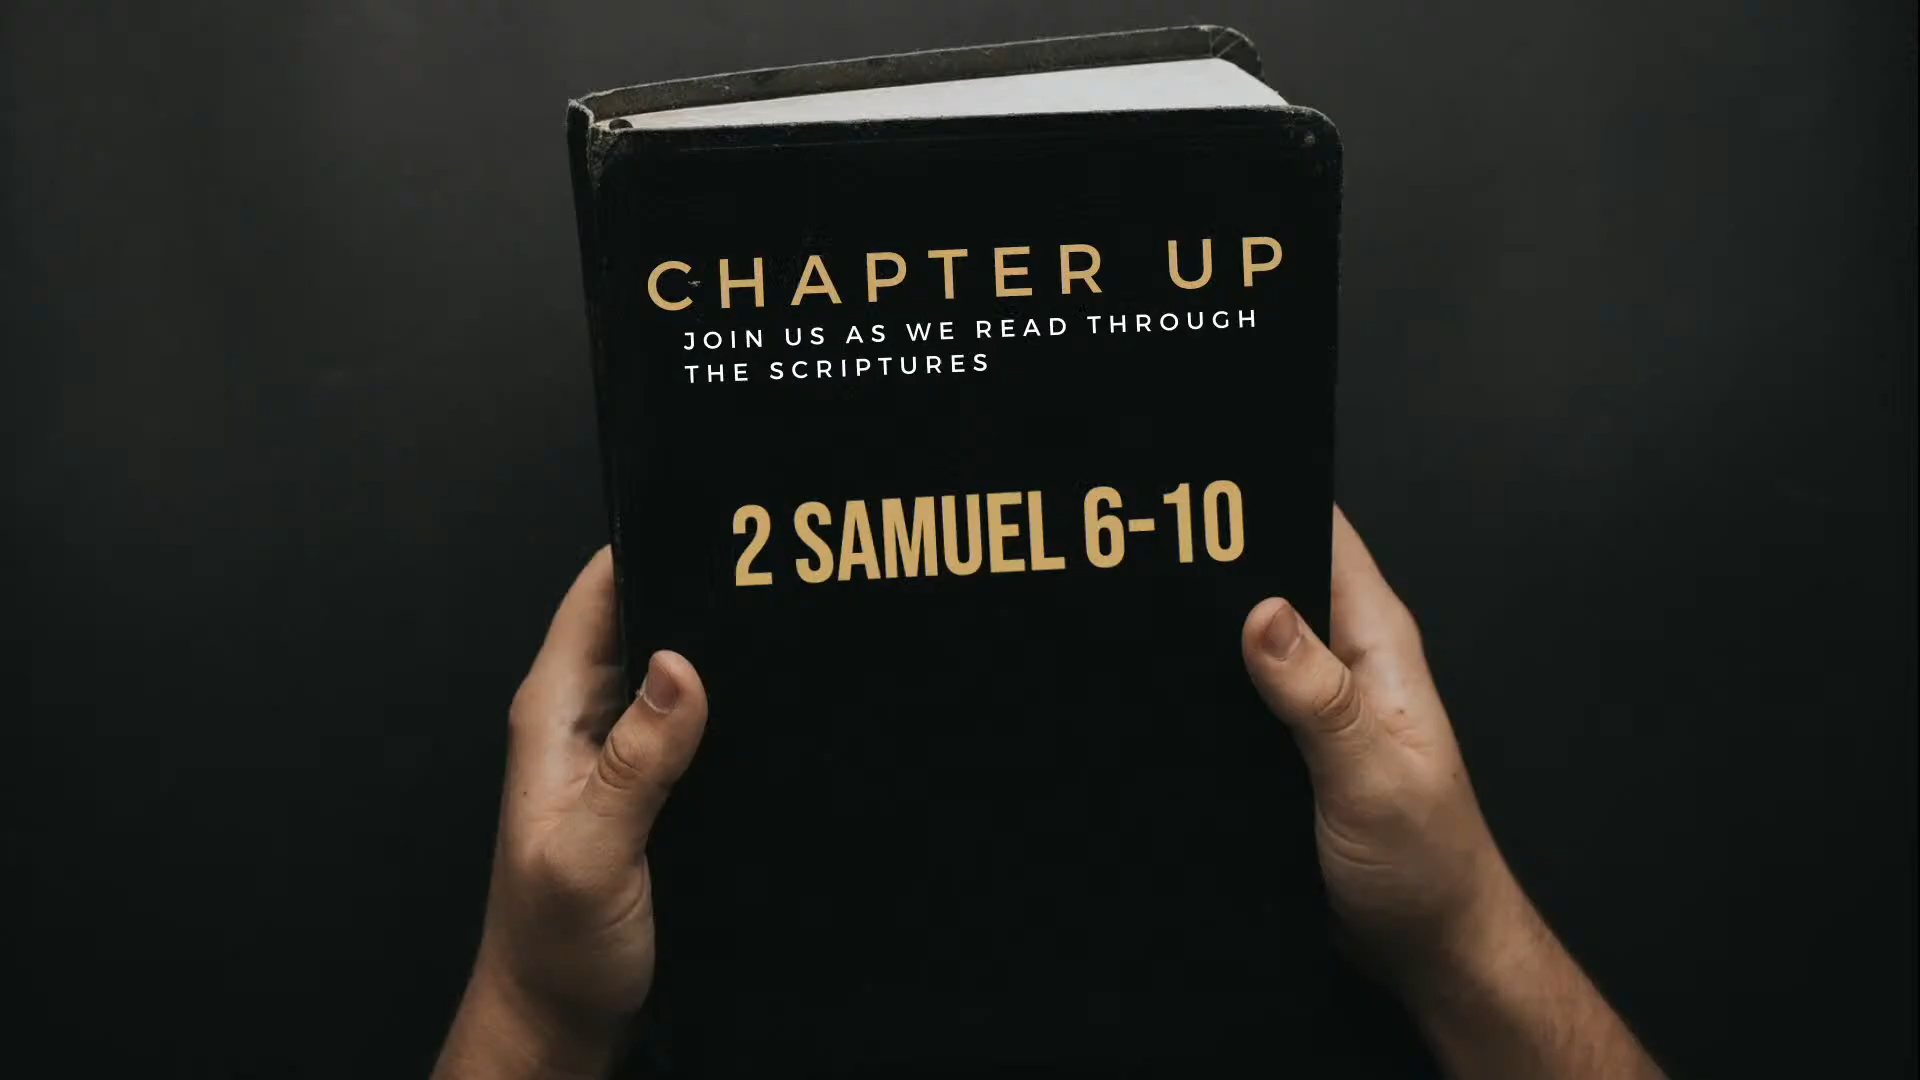 CHAPTER UP
JOIN US AS WE READ THROUGH
THE SCRIPTURES
2 SAMUEL 6-10